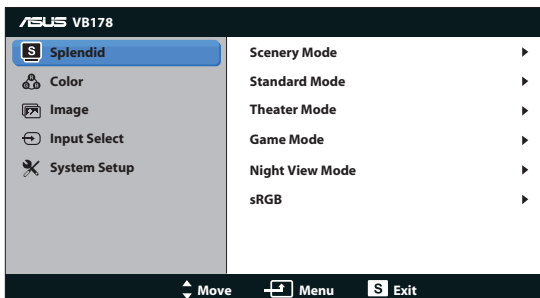 ASUS VB178
S Splendid
Color
Image
Input Select
System Setup
Scenery Mode
Standard Mode
Theater Mode
Game Mode
Night View Mode
sRGB
Move Menu S Exit